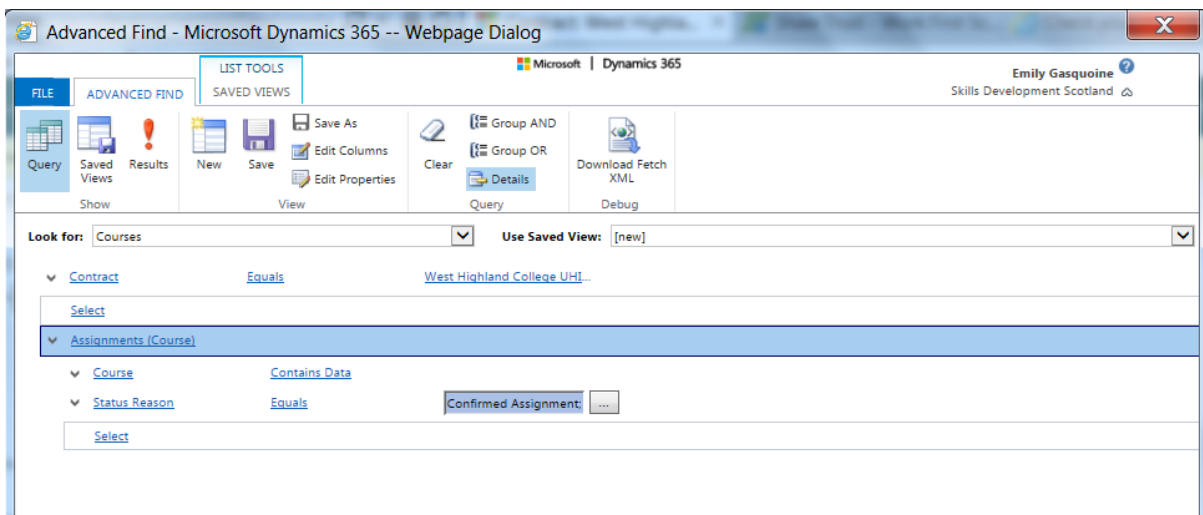 Advanced Find - Microsoft Dynamics 365 -- Webpage Dialog
X
Microsoft | Dynamics 365
LIST TOOLS
Emily Gasquoine ?
FILE ADVANCED FIND SAVED VIEWS
Skills Development Scotland
Query
Saved Views
Results
New
Save
Save As
Edit Columns
Edit Properties
Clear
Group AND
Group OR
Details
Download Fetch
XML
Show View Query Debug
Look for: Courses Use Saved View: [new]
Contract Equals West Highland College UHI...
Select
Assignments (Course)
Course Contains Data
Status Reason Equals Confirmed Assignment; ...
Select